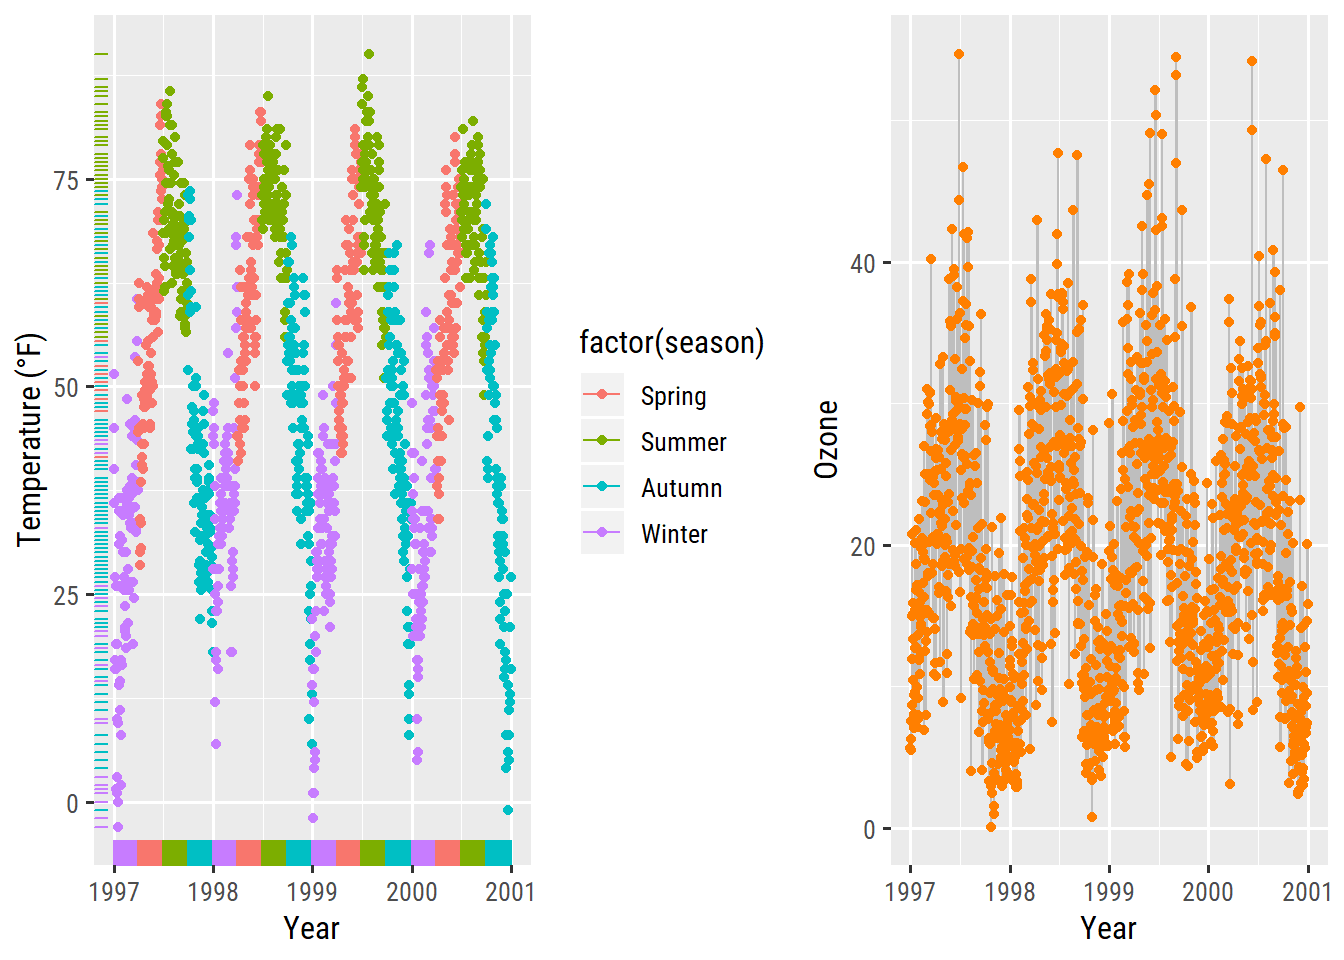 Temperature (°F)
75
50
25
0
1997 1998 1999 2000 2001
Year
factor(season)
Spring
Summer
Autumn
Winter
Ozone
40
20
0
1997 1998 1999 2000 2001
Year